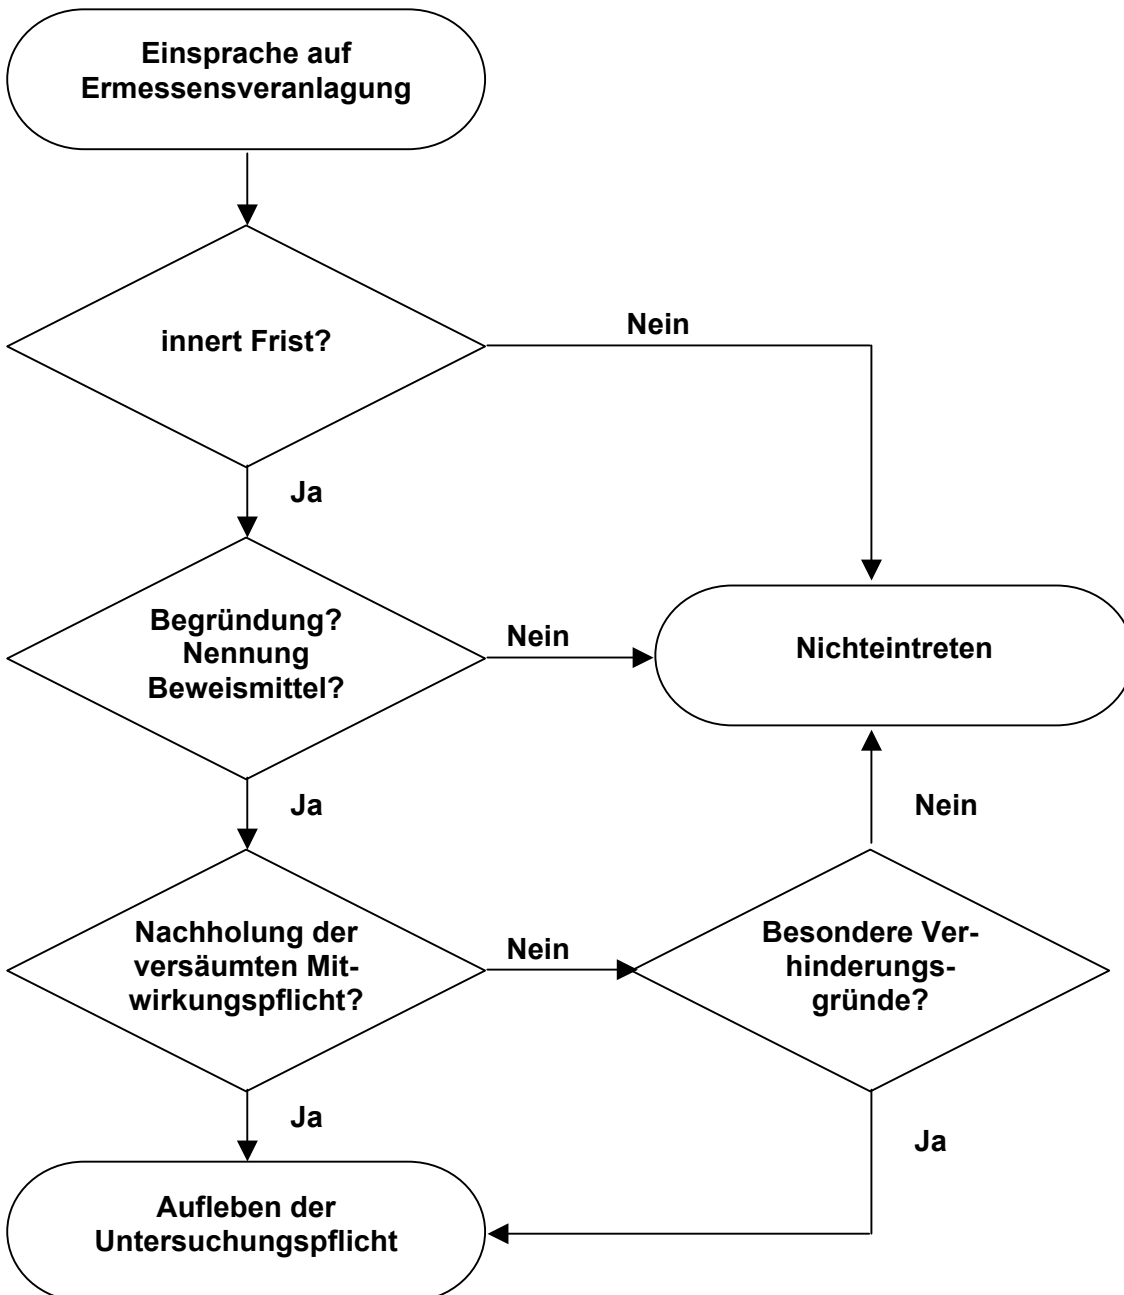 Einsprache auf
Ermessensveranlagung
innert Frist?
Nein
Ja
Begründung?
Nennung
Beweismittel?
Nein
Nichteintreten
Ja
Nein
Nachholung der
versäumten Mit-
wirkungspflicht?
Nein
Besondere Ver-
hinderungs-
gründe?
Ja
Ja
Aufleben der
Untersuchungspflicht